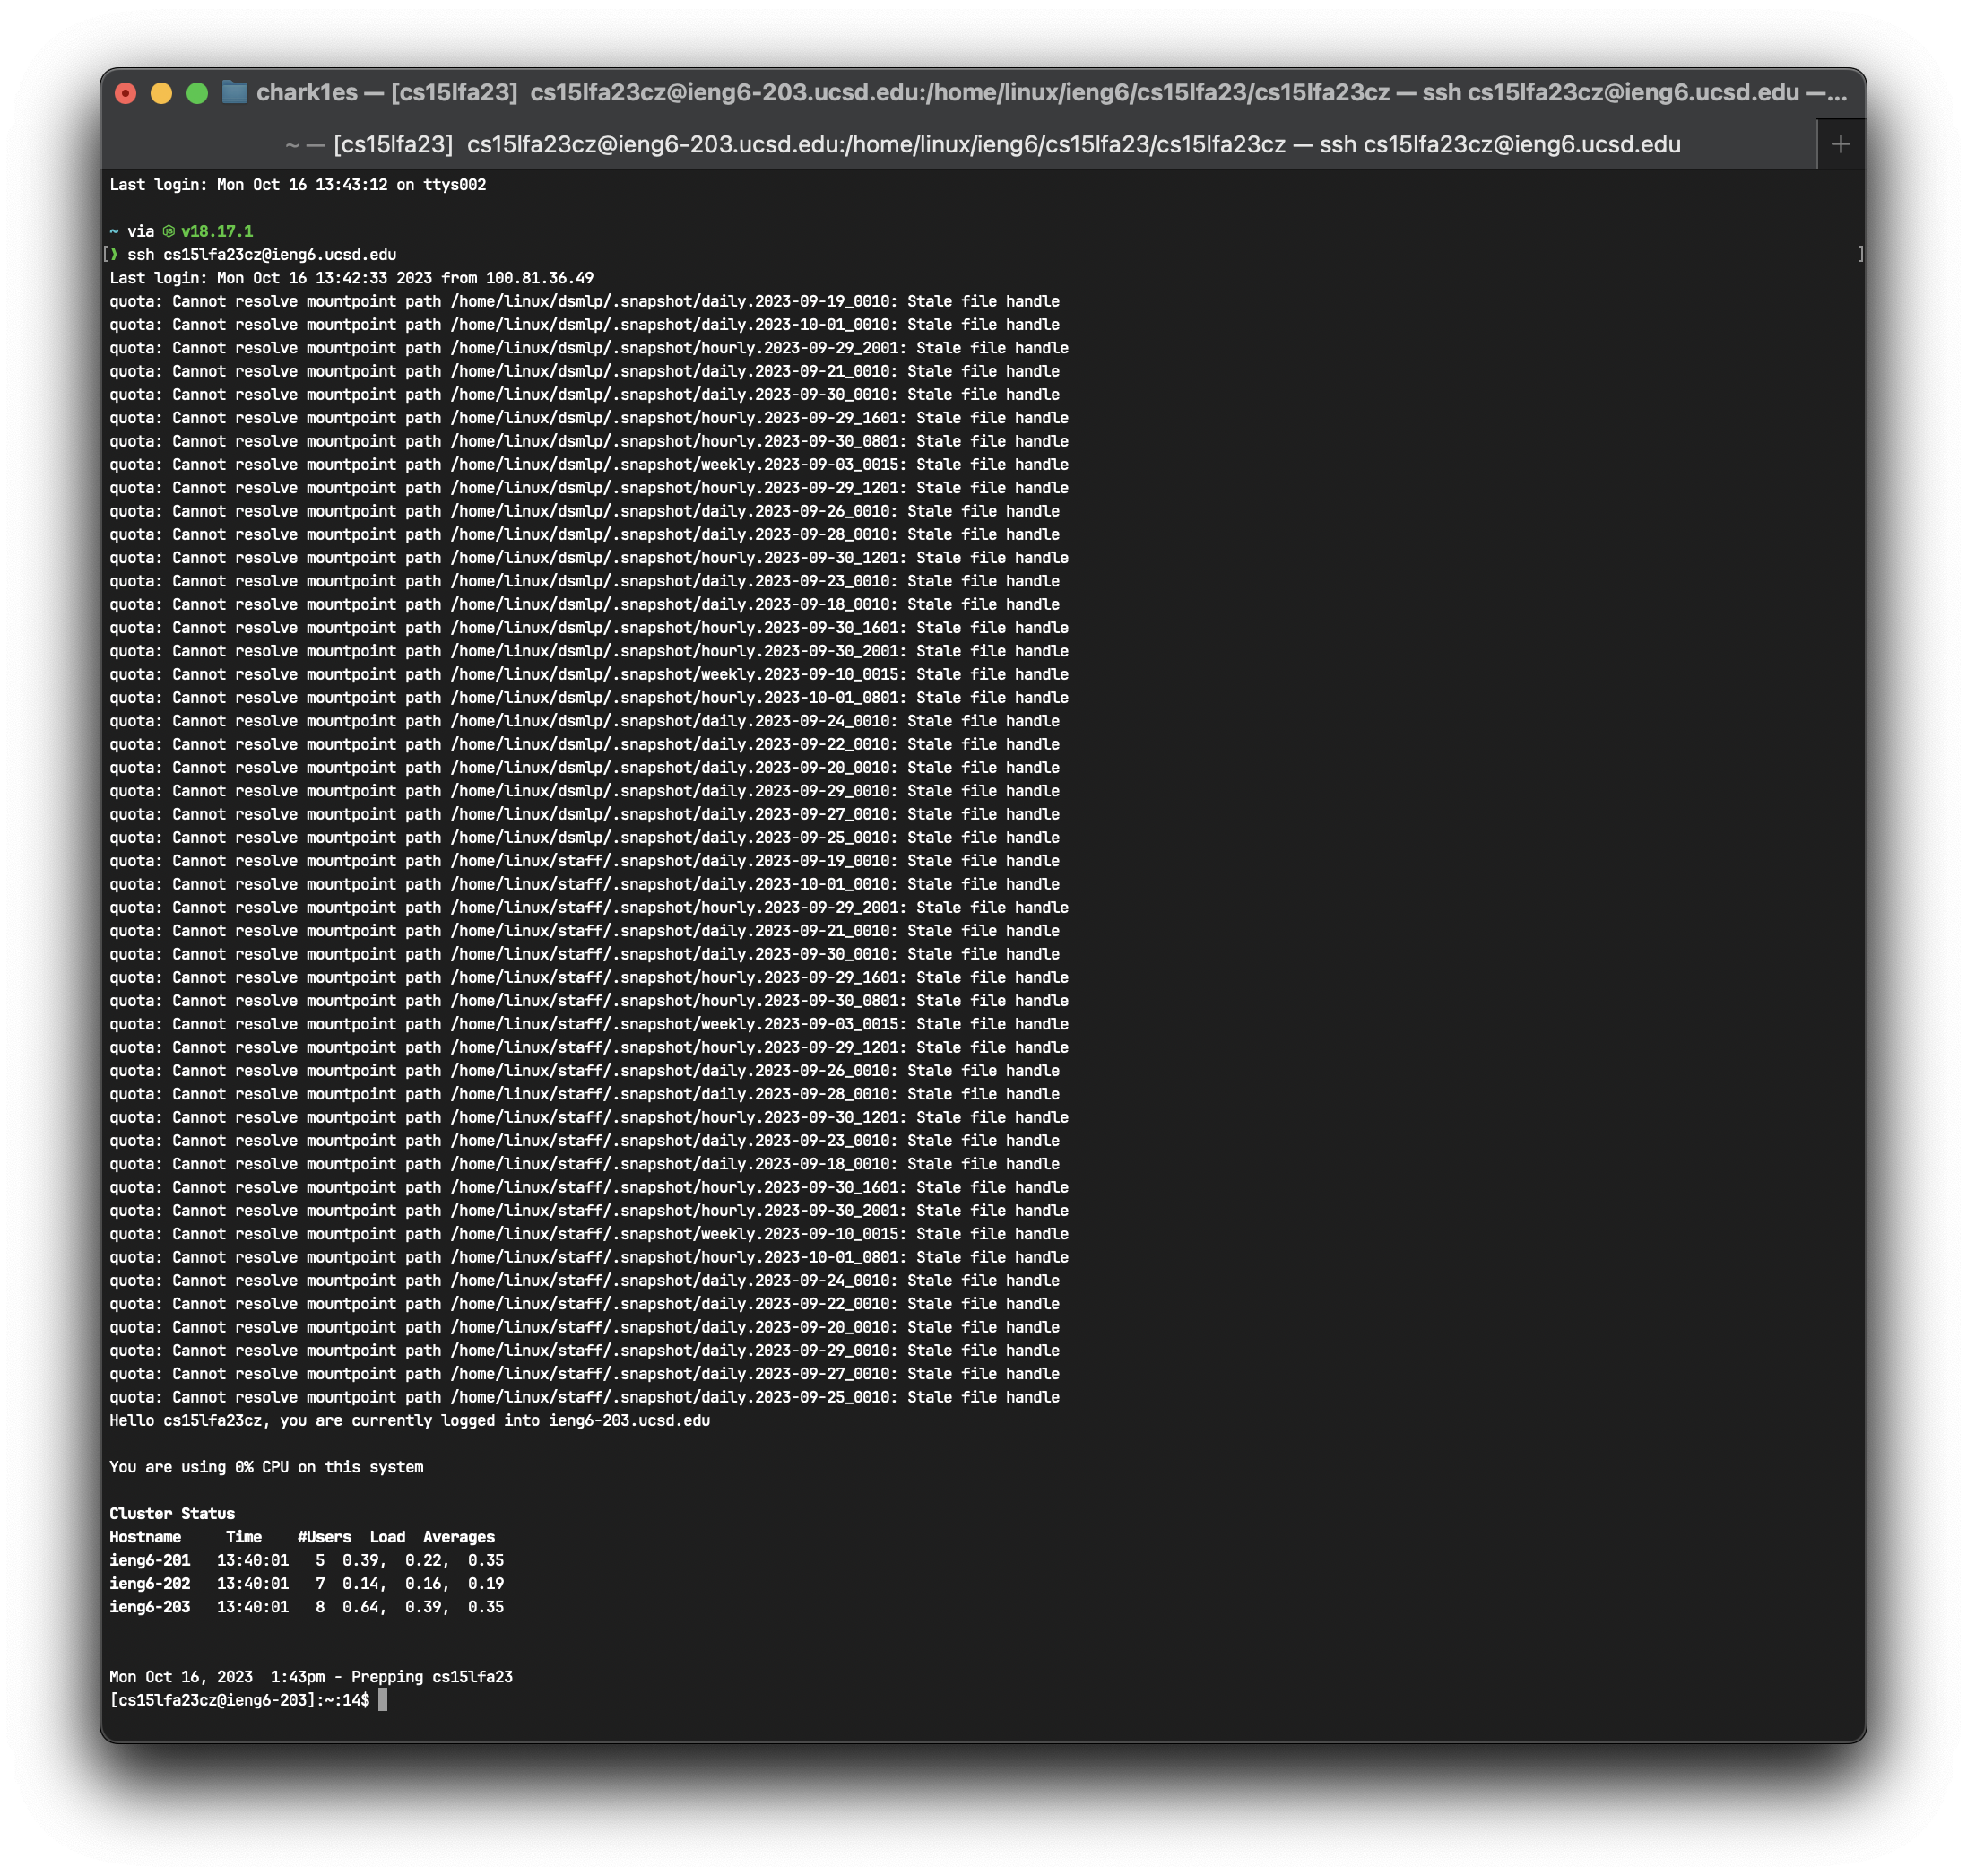 chark1es — [cs15lfa23] cs15lfa23cz@ieng6-203.ucsd.edu:/home/linux/ieng6/cs15lfa23/cs15lfa23cz — ssh cs15lfa23cz@ieng6.ucsd.edu —...
~ — [cs15lfa23] cs15lfa23cz@ieng6-203.ucsd.edu:/home/linux/ieng6/cs15lfa23/cs15lfa23cz — ssh cs15lfa23cz@ieng6.ucsd.edu +
Last login: Mon Oct 16 13:43:12 on ttys002
~ via v18.17.1
[❯ ssh cs15lfa23cz@ieng6.ucsd.edu ]
Last login: Mon Oct 16 13:42:33 2023 from 100.81.36.49
quota: Cannot resolve mountpoint path /home/linux/dsmlp/.snapshot/daily.2023-09-19_0010: Stale file handle
quota: Cannot resolve mountpoint path /home/linux/dsmlp/.snapshot/daily.2023-10-01_0010: Stale file handle
quota: Cannot resolve mountpoint path /home/linux/dsmlp/.snapshot/hourly.2023-09-29_2001: Stale file handle
quota: Cannot resolve mountpoint path /home/linux/dsmlp/.snapshot/daily.2023-09-21_0010: Stale file handle
quota: Cannot resolve mountpoint path /home/linux/dsmlp/.snapshot/daily.2023-09-30_0010: Stale file handle
quota: Cannot resolve mountpoint path /home/linux/dsmlp/.snapshot/hourly.2023-09-29_1601: Stale file handle
quota: Cannot resolve mountpoint path /home/linux/dsmlp/.snapshot/hourly.2023-09-30_0801: Stale file handle
quota: Cannot resolve mountpoint path /home/linux/dsmlp/.snapshot/weekly.2023-09-03_0015: Stale file handle
quota: Cannot resolve mountpoint path /home/linux/dsmlp/.snapshot/hourly.2023-09-29_1201: Stale file handle
quota: Cannot resolve mountpoint path /home/linux/dsmlp/.snapshot/daily.2023-09-26_0010: Stale file handle
quota: Cannot resolve mountpoint path /home/linux/dsmlp/.snapshot/daily.2023-09-28_0010: Stale file handle
quota: Cannot resolve mountpoint path /home/linux/dsmlp/.snapshot/hourly.2023-09-30_1201: Stale file handle
quota: Cannot resolve mountpoint path /home/linux/dsmlp/.snapshot/daily.2023-09-23_0010: Stale file handle
quota: Cannot resolve mountpoint path /home/linux/dsmlp/.snapshot/daily.2023-09-18_0010: Stale file handle
quota: Cannot resolve mountpoint path /home/linux/dsmlp/.snapshot/hourly.2023-09-30_1601: Stale file handle
quota: Cannot resolve mountpoint path /home/linux/dsmlp/.snapshot/hourly.2023-09-30_2001: Stale file handle
quota: Cannot resolve mountpoint path /home/linux/dsmlp/.snapshot/weekly.2023-09-10_0015: Stale file handle
quota: Cannot resolve mountpoint path /home/linux/dsmlp/.snapshot/hourly.2023-10-01_0801: Stale file handle
quota: Cannot resolve mountpoint path /home/linux/dsmlp/.snapshot/daily.2023-09-24_0010: Stale file handle
quota: Cannot resolve mountpoint path /home/linux/dsmlp/.snapshot/daily.2023-09-22_0010: Stale file handle
quota: Cannot resolve mountpoint path /home/linux/dsmlp/.snapshot/daily.2023-09-20_0010: Stale file handle
quota: Cannot resolve mountpoint path /home/linux/dsmlp/.snapshot/daily.2023-09-29_0010: Stale file handle
quota: Cannot resolve mountpoint path /home/linux/dsmlp/.snapshot/daily.2023-09-27_0010: Stale file handle
quota: Cannot resolve mountpoint path /home/linux/dsmlp/.snapshot/daily.2023-09-25_0010: Stale file handle
quota: Cannot resolve mountpoint path /home/linux/staff/.snapshot/daily.2023-09-19_0010: Stale file handle
quota: Cannot resolve mountpoint path /home/linux/staff/.snapshot/daily.2023-10-01_0010: Stale file handle
quota: Cannot resolve mountpoint path /home/linux/staff/.snapshot/hourly.2023-09-29_2001: Stale file handle
quota: Cannot resolve mountpoint path /home/linux/staff/.snapshot/daily.2023-09-21_0010: Stale file handle
quota: Cannot resolve mountpoint path /home/linux/staff/.snapshot/daily.2023-09-30_0010: Stale file handle
quota: Cannot resolve mountpoint path /home/linux/staff/.snapshot/hourly.2023-09-29_1601: Stale file handle
quota: Cannot resolve mountpoint path /home/linux/staff/.snapshot/hourly.2023-09-30_0801: Stale file handle
quota: Cannot resolve mountpoint path /home/linux/staff/.snapshot/weekly.2023-09-03_0015: Stale file handle
quota: Cannot resolve mountpoint path /home/linux/staff/.snapshot/hourly.2023-09-29_1201: Stale file handle
quota: Cannot resolve mountpoint path /home/linux/staff/.snapshot/daily.2023-09-26_0010: Stale file handle
quota: Cannot resolve mountpoint path /home/linux/staff/.snapshot/daily.2023-09-28_0010: Stale file handle
quota: Cannot resolve mountpoint path /home/linux/staff/.snapshot/hourly.2023-09-30_1201: Stale file handle
quota: Cannot resolve mountpoint path /home/linux/staff/.snapshot/daily.2023-09-23_0010: Stale file handle
quota: Cannot resolve mountpoint path /home/linux/staff/.snapshot/daily.2023-09-18_0010: Stale file handle
quota: Cannot resolve mountpoint path /home/linux/staff/.snapshot/hourly.2023-09-30_1601: Stale file handle
quota: Cannot resolve mountpoint path /home/linux/staff/.snapshot/hourly.2023-09-30_2001: Stale file handle
quota: Cannot resolve mountpoint path /home/linux/staff/.snapshot/weekly.2023-09-10_0015: Stale file handle
quota: Cannot resolve mountpoint path /home/linux/staff/.snapshot/hourly.2023-10-01_0801: Stale file handle
quota: Cannot resolve mountpoint path /home/linux/staff/.snapshot/daily.2023-09-24_0010: Stale file handle
quota: Cannot resolve mountpoint path /home/linux/staff/.snapshot/daily.2023-09-22_0010: Stale file handle
quota: Cannot resolve mountpoint path /home/linux/staff/.snapshot/daily.2023-09-20_0010: Stale file handle
quota: Cannot resolve mountpoint path /home/linux/staff/.snapshot/daily.2023-09-29_0010: Stale file handle
quota: Cannot resolve mountpoint path /home/linux/staff/.snapshot/daily.2023-09-27_0010: Stale file handle
quota: Cannot resolve mountpoint path /home/linux/staff/.snapshot/daily.2023-09-25_0010: Stale file handle
Hello cs15lfa23cz, you are currently logged into ieng6-203.ucsd.edu
You are using 0% CPU on this system
Cluster Status
Hostname Time #Users Load Averages
ieng6-201 13:40:01 5 0.39, 0.22, 0.35
ieng6-202 13:40:01 7 0.14, 0.16, 0.19
ieng6-203 13:40:01 8 0.64, 0.39, 0.35
Mon Oct 16, 2023 1:43pm - Prepping cs15lfa23
[cs15lfa23cz@ieng6-203]:~:14$